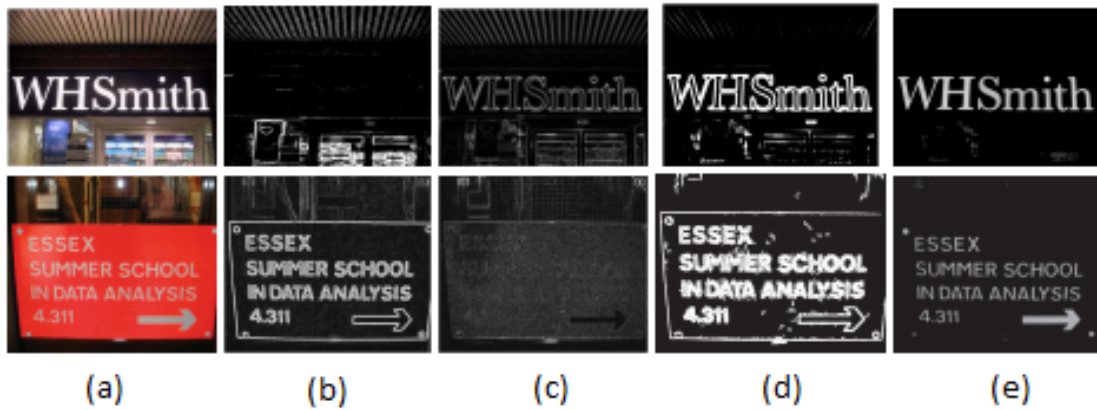 WHSmith
WHSmith
WHSmith
WHSmith
ESSEX
SUMMER SCHOOL
IN DATA ANALYSIS
4.311
ESSEX
SUMMER SCHOOL
IN DATA ANALYSIS
4.311
ESSEX
SUMMER SCHOOL
IN DATA ANALYSIS
4.311
ESSEX
SUMMER SCHOOL
IN DATA ANALYSIS
4.311
(a) (b) (c) (d) (e)